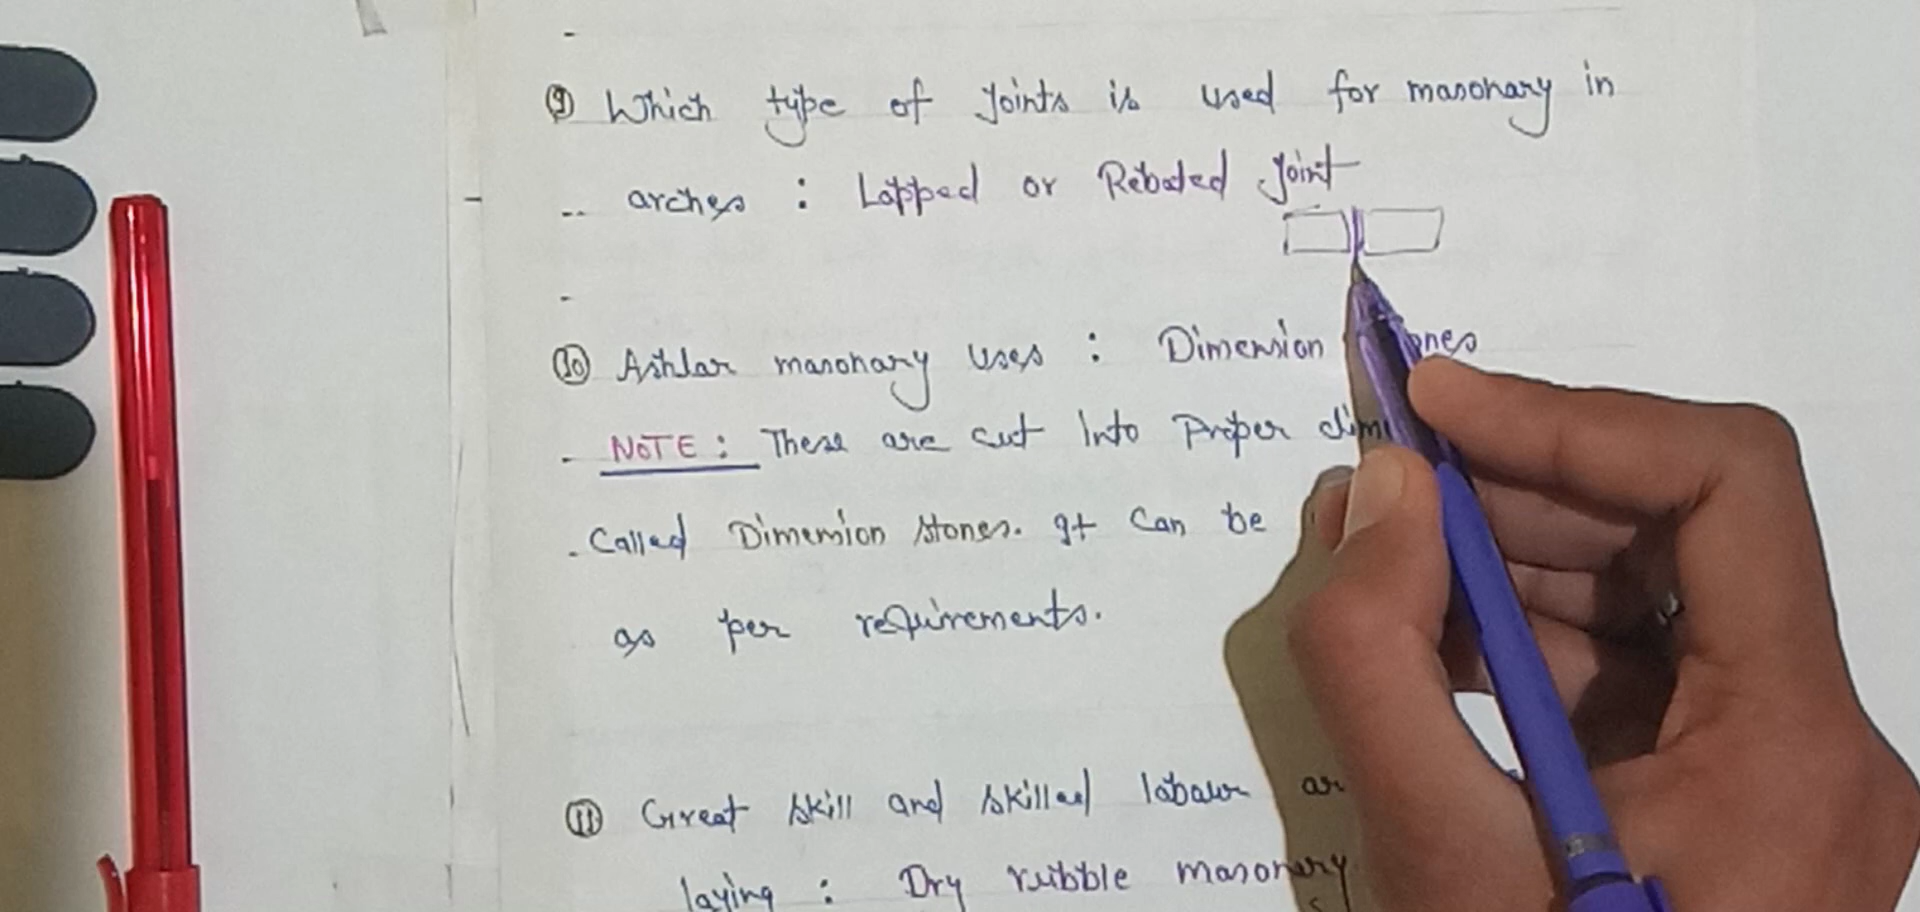 ⑨ Which type of Joints is used for masonary in
arches : Lapped or Rebated Joint
⑩ Ashlar masonary uses : Dimension
NOTE : These are cut into Proper
Called Dimension stones. It can be
as per requirements.
⑪ Great skill and skilled labour
laying : Dry rubble masonery